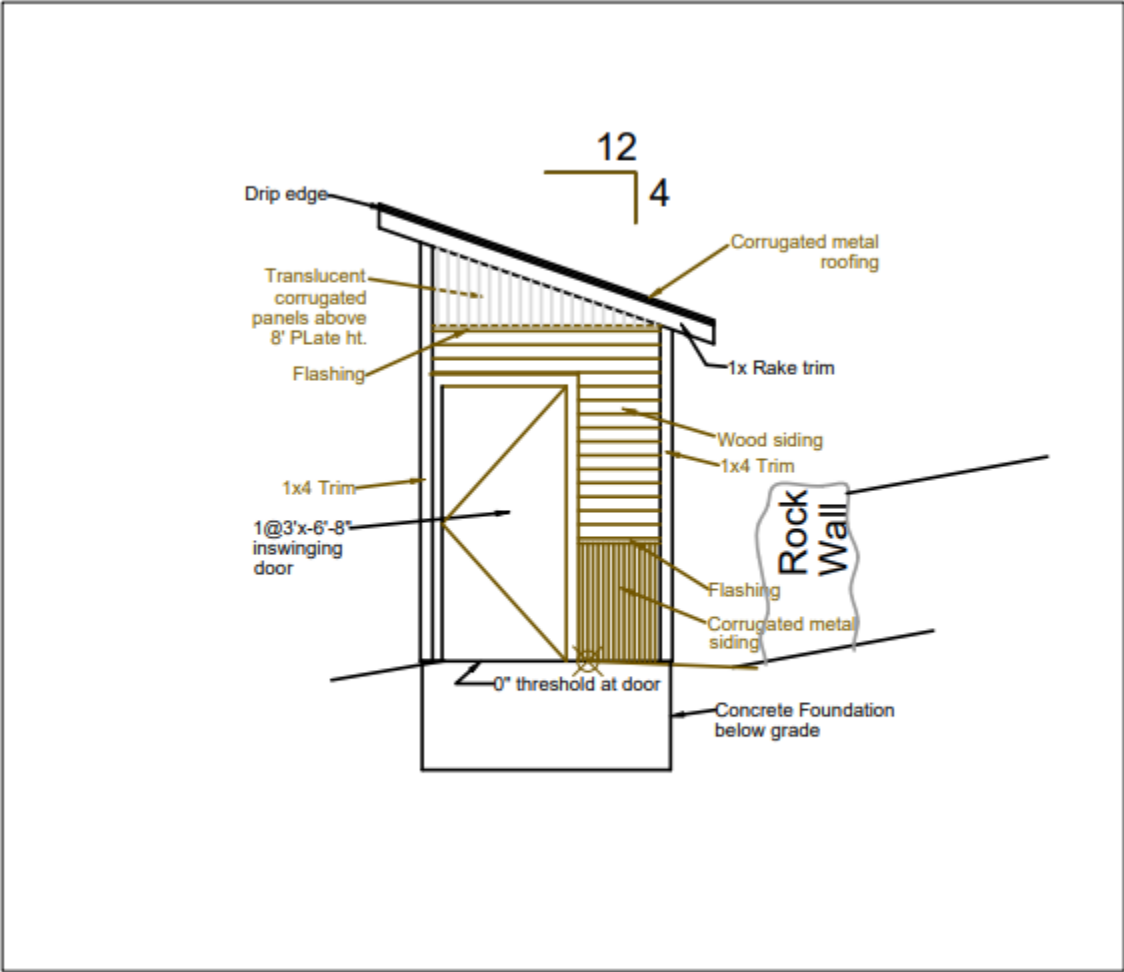 12
4
Drip edge
Corrugated metal
roofing
Translucent
corrugated
panels above
8' PLate ht.
Flashing
1x Rake trim
Wood siding
1x4 Trim
1x4 Trim
1@3'x-6'-8"
inswinging
door
Rock
Wall
Flashing
Corrugated metal
siding
0" threshold at door
Concrete Foundation
below grade